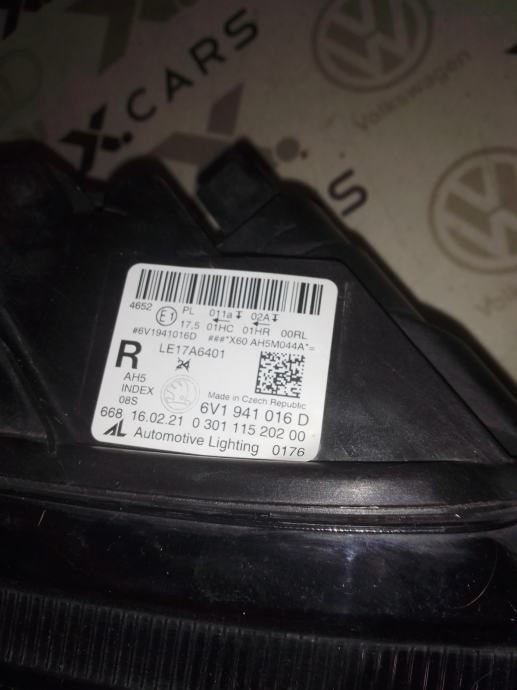 X.CARS
X.CARS
Volkswagen
4652
E1
PL
011a
02A
17,5
01HC
01HR
00RL
#6V1941016D
###*X60 AH5M044A*=
R
LE17A6401
AH5
INDEX
08S
Made in Czech Republic
6V1 941 016 D
668 16.02.21 0 301 115 202 00
AL Automotive Lighting 0176